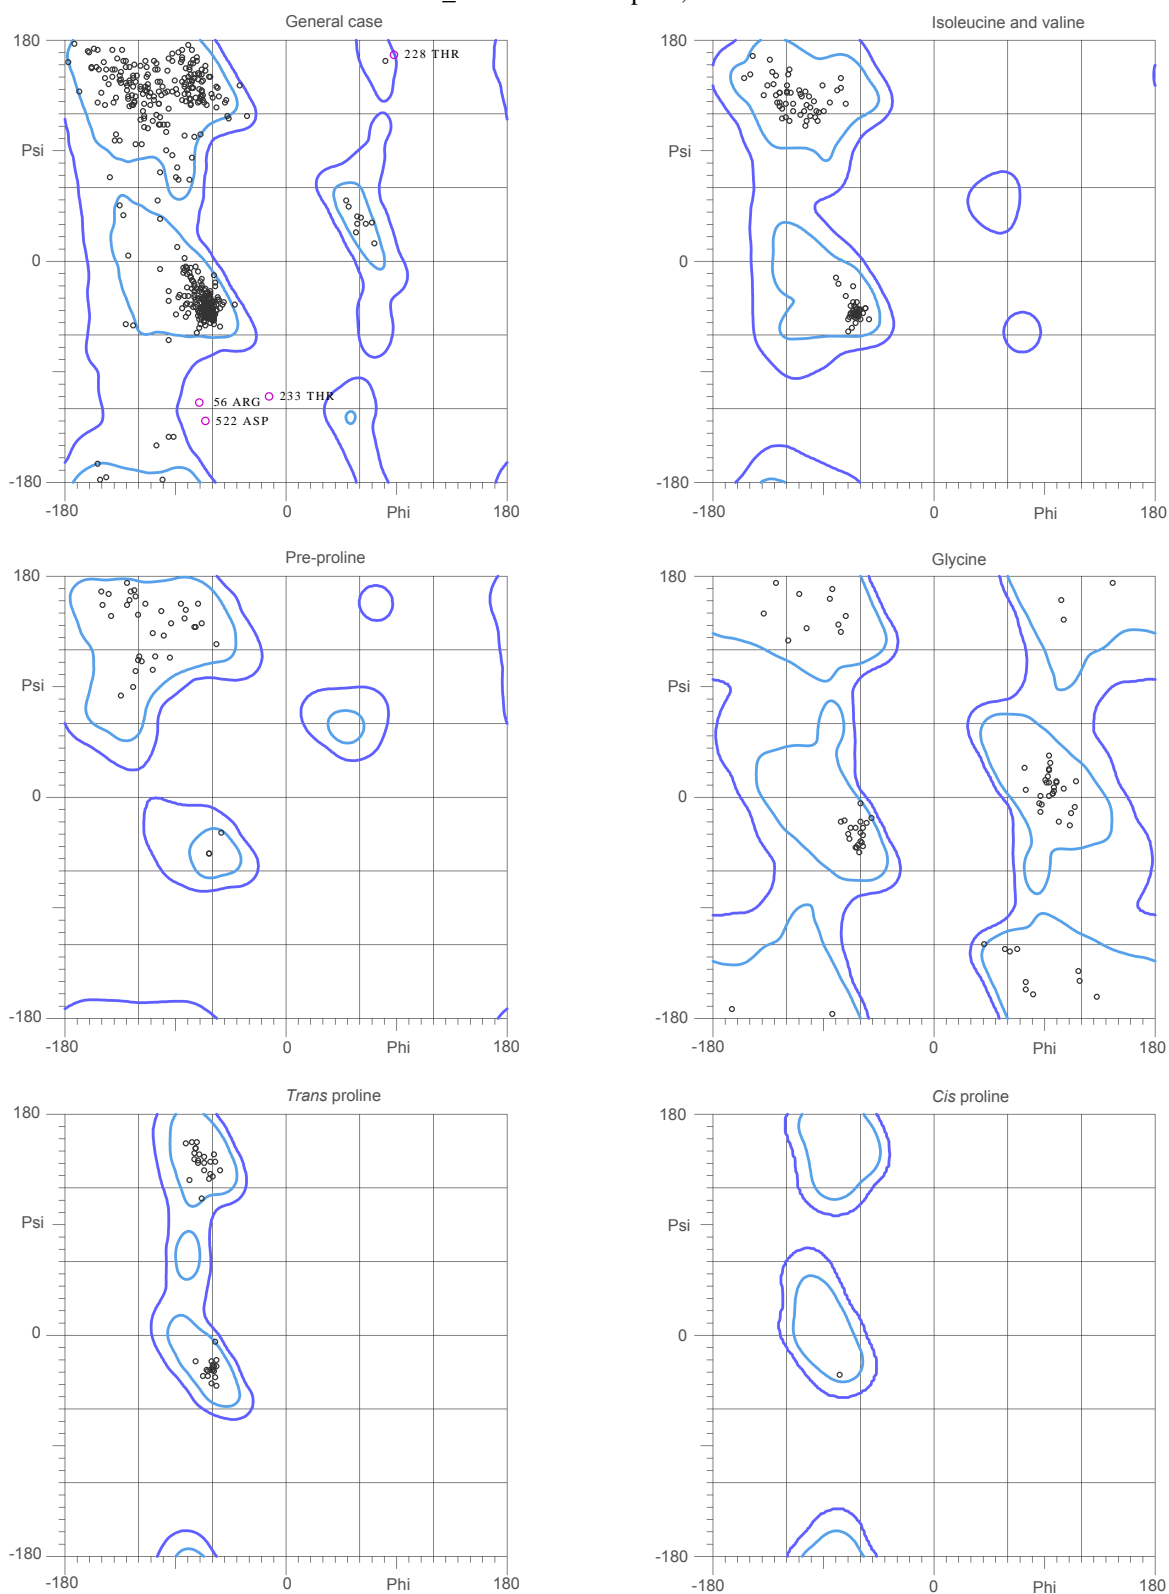 General case
Isoleucine and valine
180
228 THR
180
Psi
Psi
0
0
56 ARG
233 THR
522 ASP
-180
-180
-180
0
Phi
180
-180
0
Phi
180
Pre-proline
Glycine
180
180
Psi
Psi
0
0
-180
-180
-180
0
Phi
180
-180
0
Phi
180
Trans proline
Cis proline
180
180
Psi
Psi
0
0
-180
-180
-180
0
Phi
180
-180
0
Phi
180